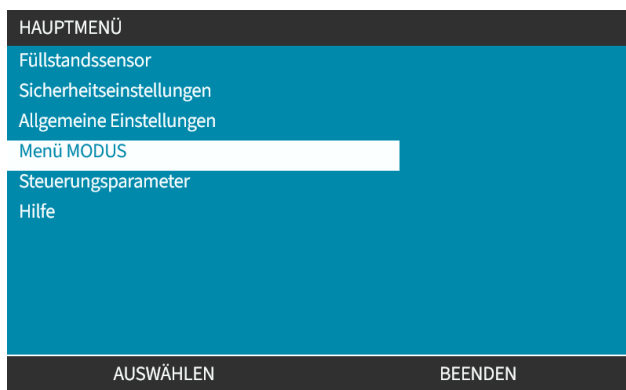 HAUPTMENÜ
Füllstandssensor
Sicherheitseinstellungen
Allgemeine Einstellungen
Menü MODUS
Steuerungsparameter
Hilfe
AUSWÄHLEN BEENDEN